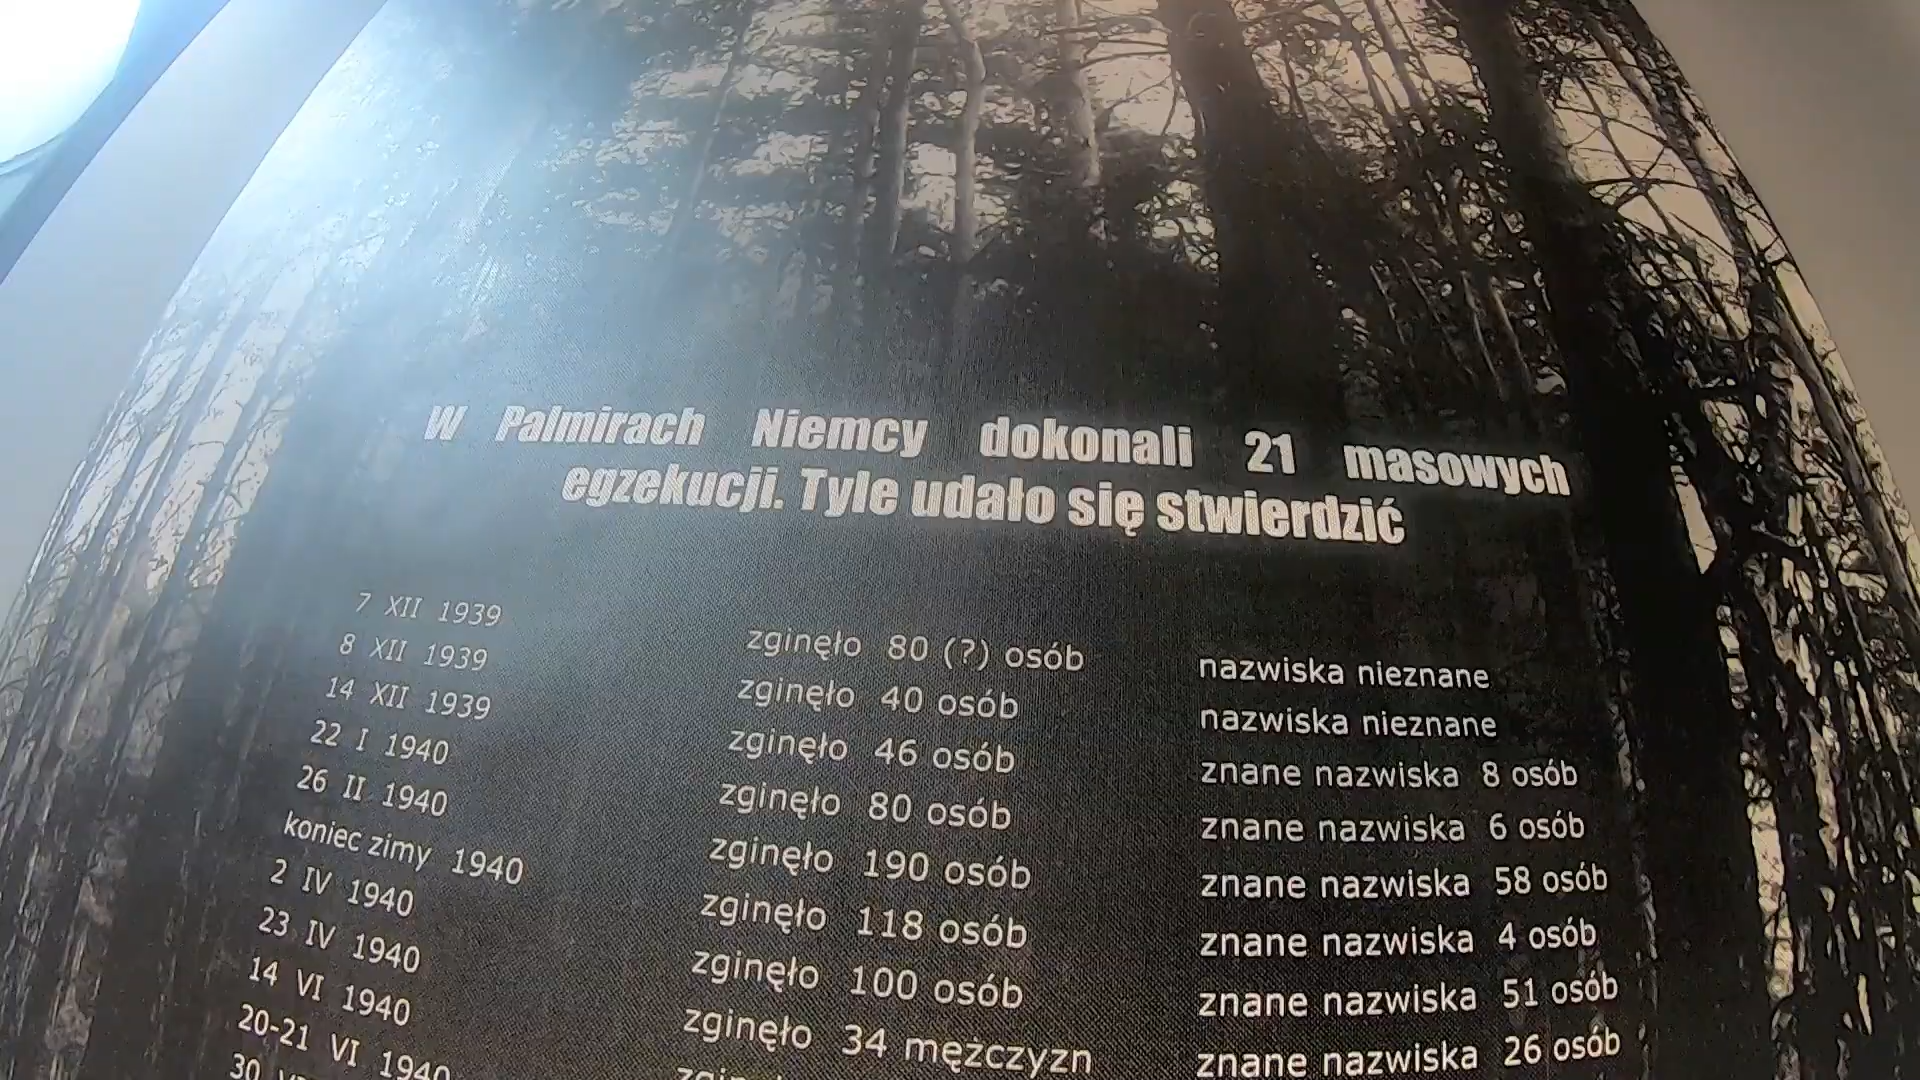 W Palmirach Niemcy dokonali 21 masowych
egzekucji. Tyle udało się stwierdzić
7 XII 1939 zginęło 80 (?) osób nazwiska nieznane
8 XII 1939 zginęło 40 osób nazwiska nieznane
14 XII 1939 zginęło 46 osób znane nazwiska 8 osób
22 I 1940 zginęło 80 osób znane nazwiska 6 osób
26 II 1940 zginęło 190 osób znane nazwiska 58 osób
koniec zimy 1940 zginęło 118 osób znane nazwiska 4 osób
2 IV 1940 zginęło 100 osób znane nazwiska 51 osób
23 IV 1940 zginęło 34 mężczyzn znane nazwiska 26 osób
14 VI 1940
20-21 VI 1940
30